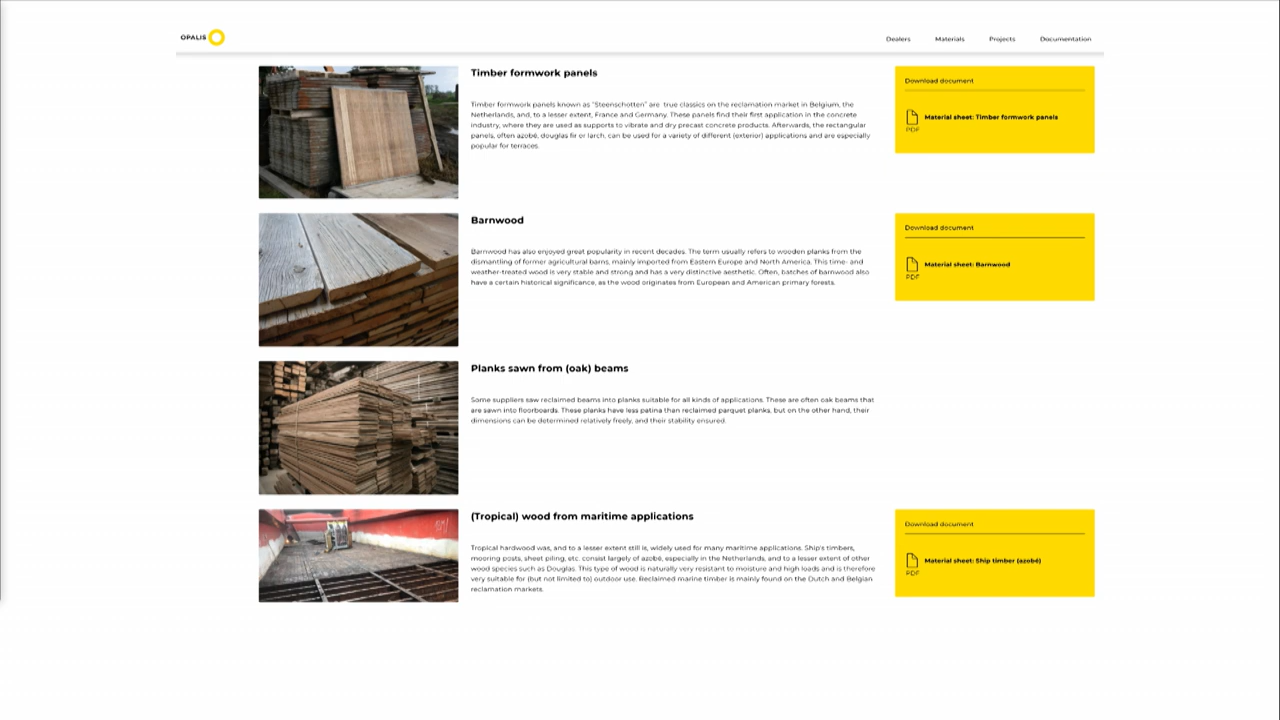 OPALIS
Dealers
Materials
Projects
Documentation
Timber formwork panels
Timber formwork panels known as "Steenschotten" are true classics on the reclamation market in Belgium, the
Netherlands, and, to a lesser extent, France and Germany. These panels find their first application in the concrete
industry, where they are used as supports to vibrate and dry precast concrete products. Afterwards, the rectangular
panels, often azobé, douglas fir or larch, can be used for a variety of different (exterior) applications and are especially
popular for terraces.
Download document
PDF
Material sheet: Timber formwork panels
Barnwood
Barnwood has also enjoyed great popularity in recent decades. The term usually refers to wooden planks from the
dismantling of former agricultural barns, mainly imported from Eastern Europe and North America. This time- and
weather-treated wood is very stable and strong and has a very distinctive aesthetic. Often, batches of barnwood also
have a certain historical significance, as the wood originates from European and American primary forests.
Download document
PDF
Material sheet: Barnwood
Planks sawn from (oak) beams
Some suppliers saw reclaimed beams into planks suitable for all kinds of applications. These are often oak beams that
are sawn into floorboards. These planks have less patina than reclaimed parquet planks, but on the other hand, their
dimensions can be determined relatively freely, and their stability ensured.
(Tropical) wood from maritime applications
Tropical hardwood was, and to a lesser extent still is, widely used for many maritime applications. Ship's timbers,
mooring posts, sheet piling, etc. consist largely of azobé, especially in the Netherlands, and to a lesser extent of other
wood species such as Douglas. This type of wood is naturally very resistant to moisture and high loads and is therefore
very suitable for (but not limited to) outdoor use. Reclaimed marine timber is mainly found on the Dutch and Belgian
reclamation markets.
Download document
PDF
Material sheet: Ship timber (azobé)